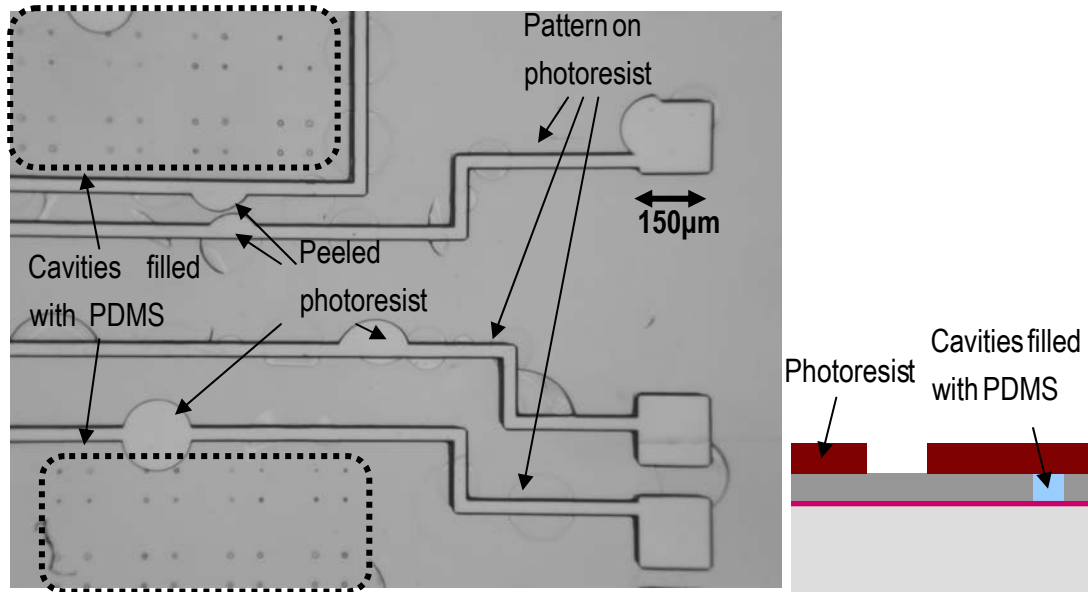 Pattern on
photoresist
150µm
Cavities filled
with PDMS
Peeled
photoresist
Photoresist
Cavities filled
with PDMS